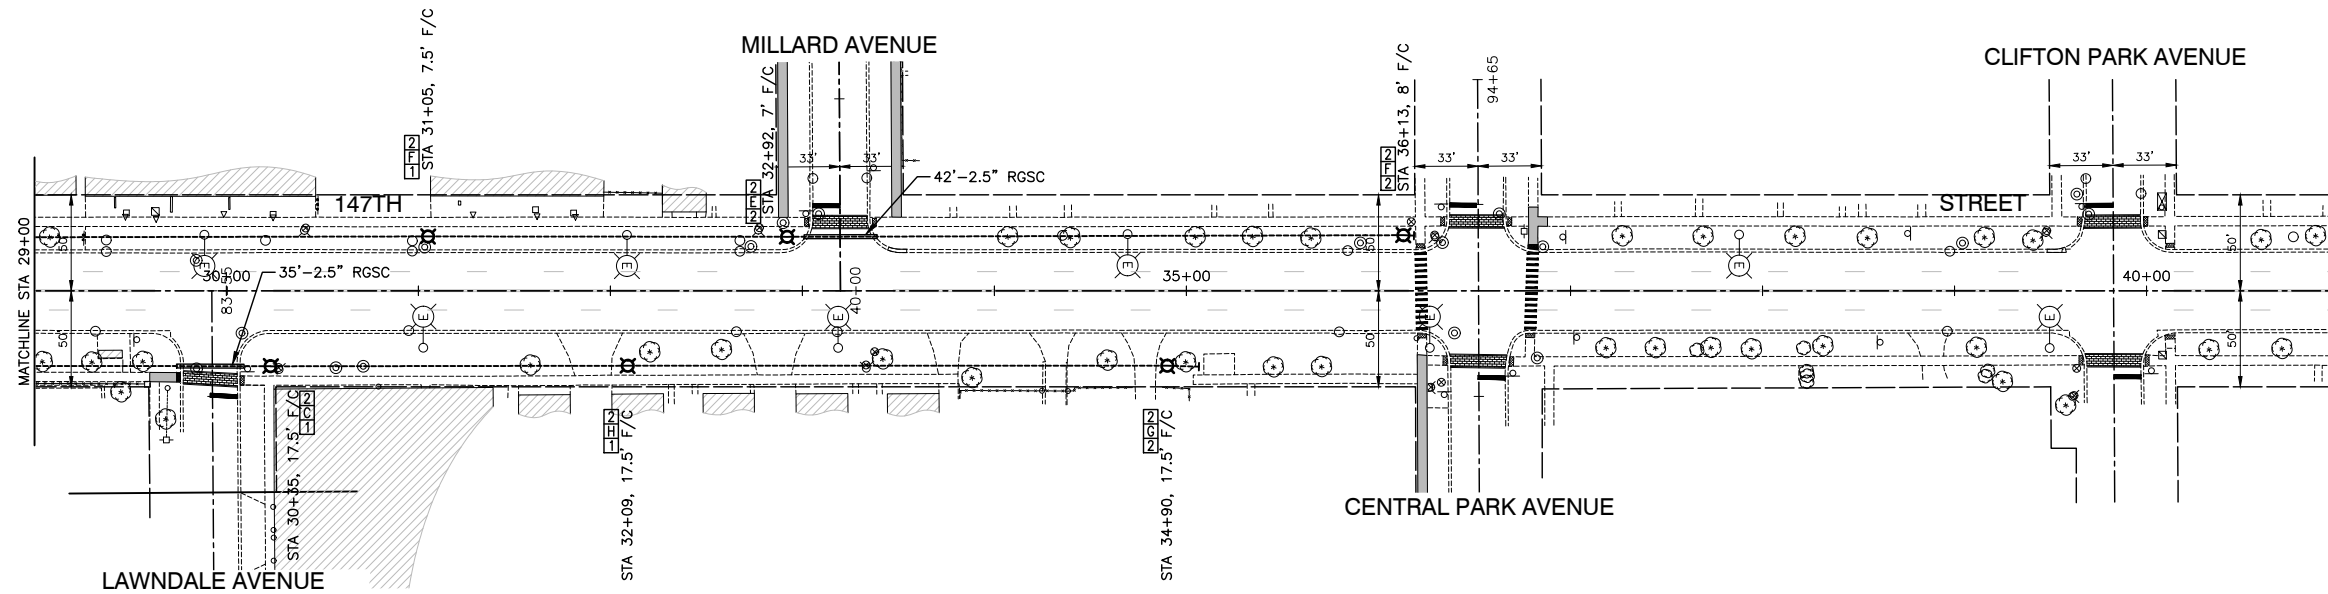 MILLARD AVENUE
CLIFTON PARK AVENUE
STA 31+05, 7.5' F/C
2
F
1
STA 32+92, 7' F/C
2
E
2
STA 36+13, 8' F/C
2
F
2
94+65
33'
33'
33'
33'
33'
33'
42'-2.5" RGSC
147TH
STREET
MATCHLINE STA 29+00
50'
50'
50'
50'
50'
50'
30+00
83+55
35'-2.5" RGSC
40+00
35+00
40+00
E
E
E
E
E
E
E
E
STA 30+35, 17.5' F/C
2
C
1
STA 32+09, 17.5' F/C
2
H
1
STA 34+90, 17.5' F/C
2
G
2
CENTRAL PARK AVENUE
LAWNDALE AVENUE